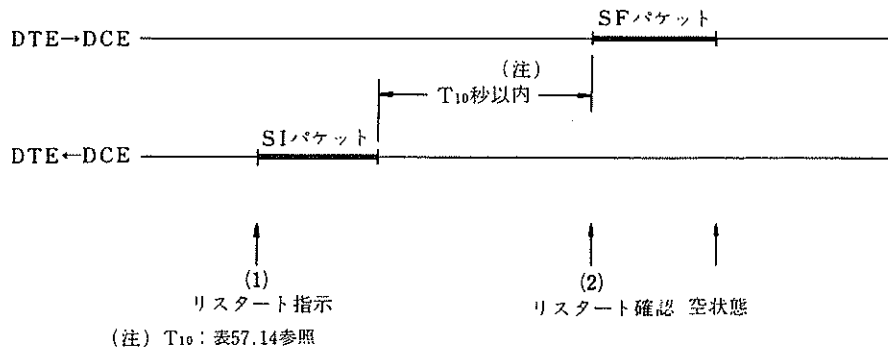 SFパケット
DTE→DCE
(注)
T₁₀秒以内
SIパケット
DTE←DCE
(1)
リスタート指示
(2)
リスタート確認 空状態
(注) T₁₀:表57.14参照